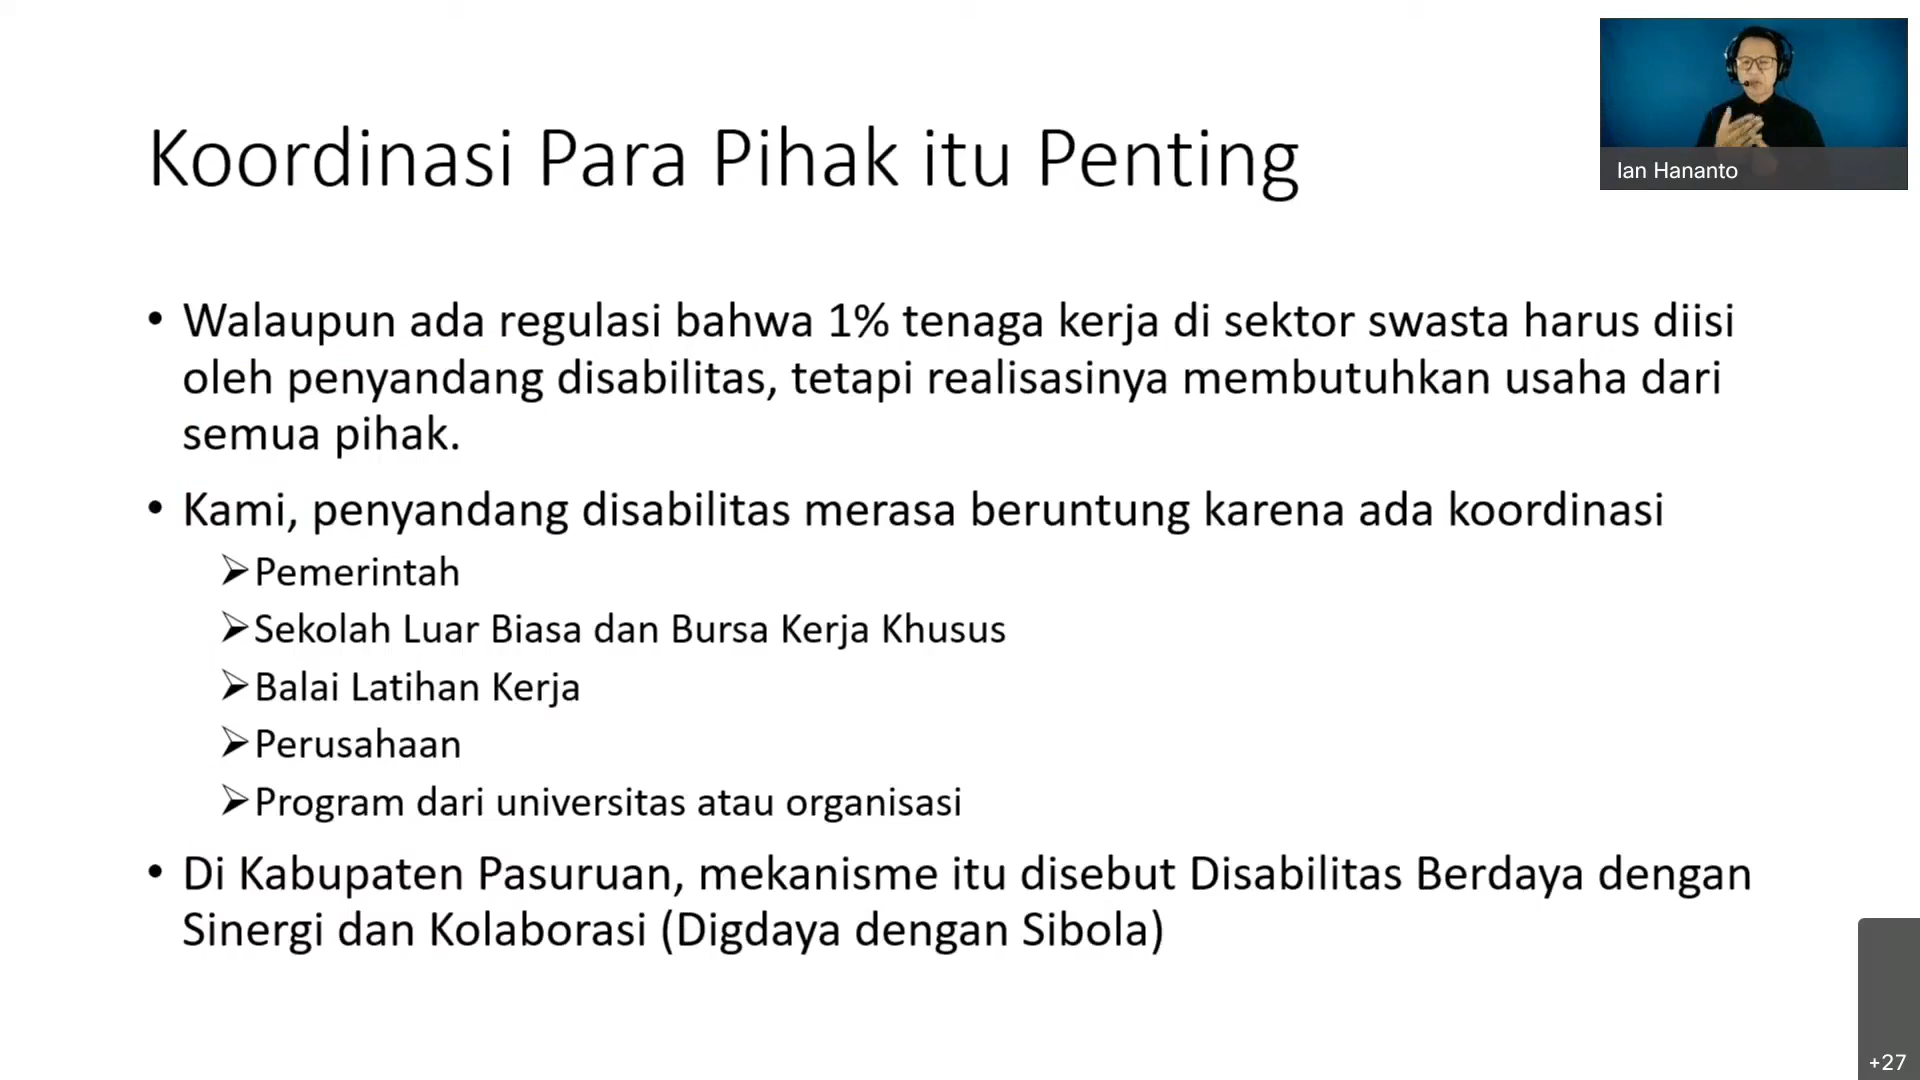 Koordinasi Para Pihak itu Penting
Ian Hananto
• Walaupun ada regulasi bahwa 1% tenaga kerja di sektor swasta harus diisi
oleh penyandang disabilitas, tetapi realisasinya membutuhkan usaha dari
semua pihak.
• Kami, penyandang disabilitas merasa beruntung karena ada koordinasi
➢Pemerintah
➢Sekolah Luar Biasa dan Bursa Kerja Khusus
➢Balai Latihan Kerja
➢Perusahaan
➢Program dari universitas atau organisasi
• Di Kabupaten Pasuruan, mekanisme itu disebut Disabilitas Berdaya dengan
Sinergi dan Kolaborasi (Digdaya dengan Sibola)
+27